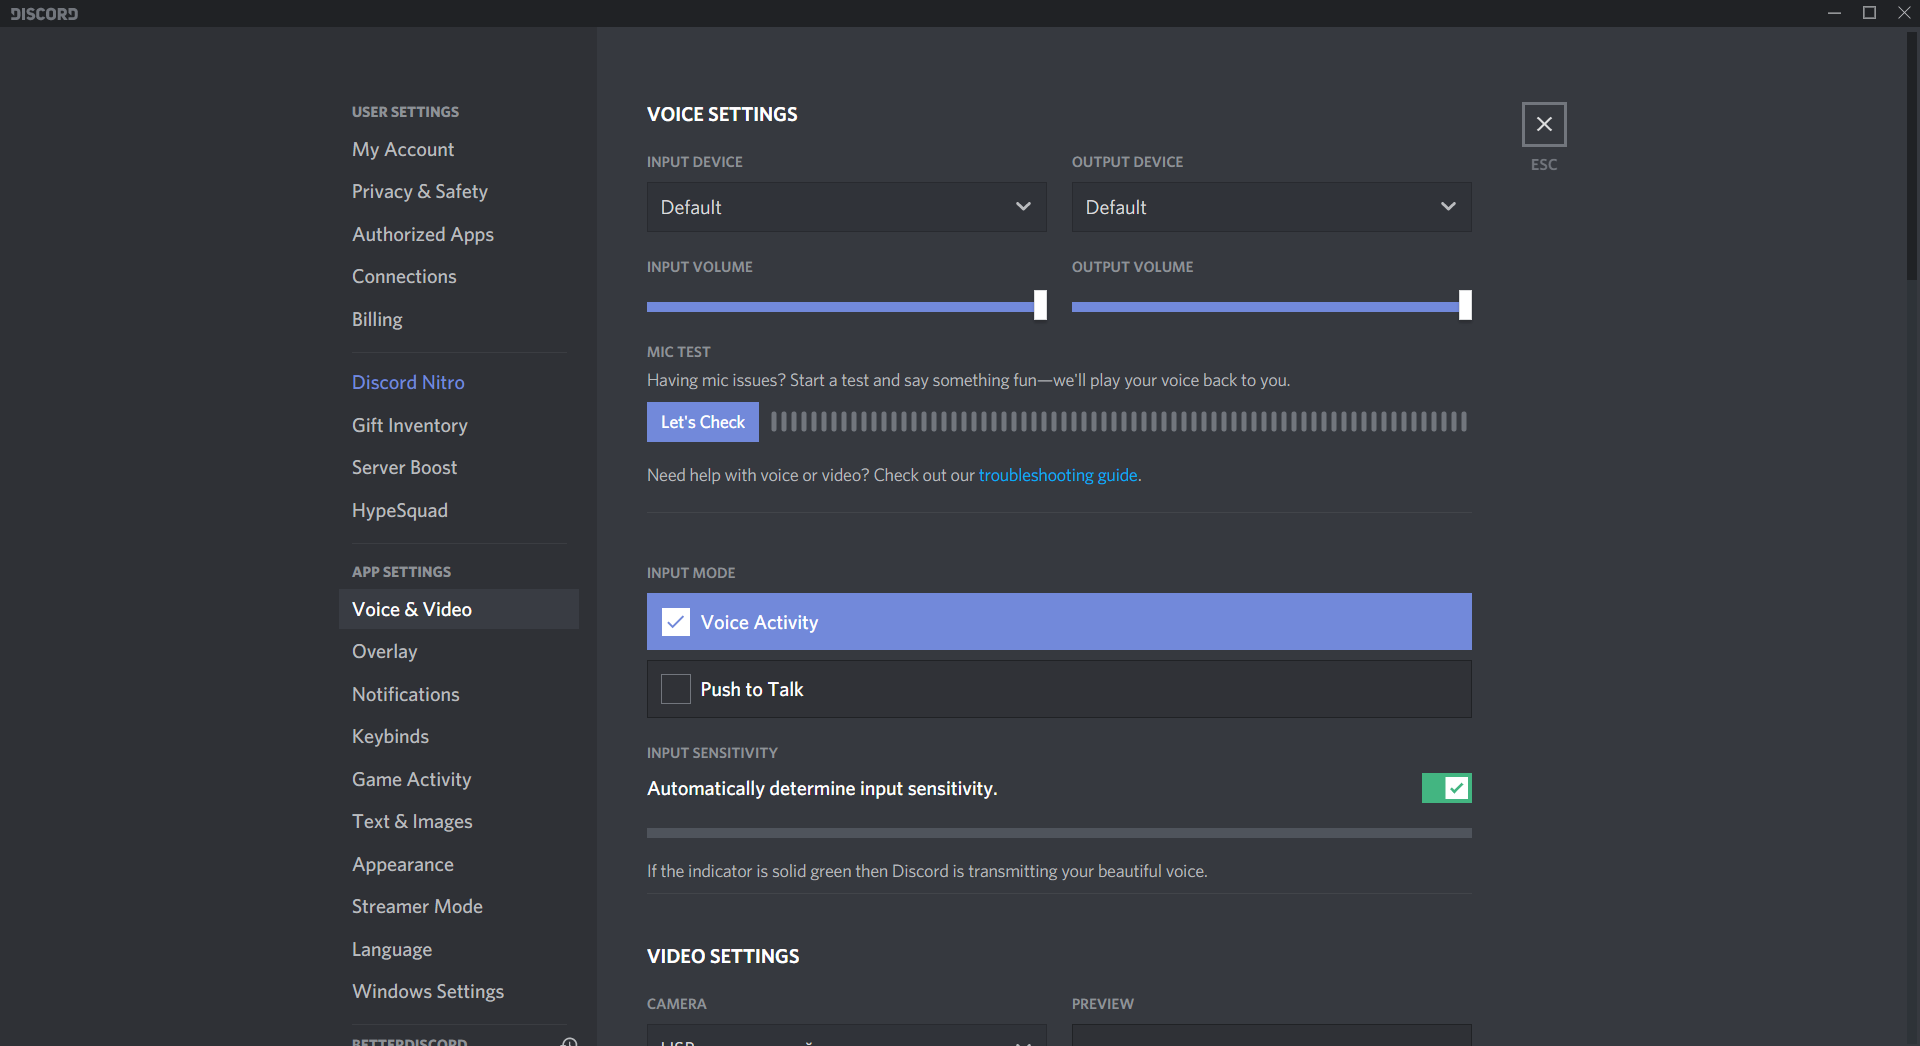 DISCORD
USER SETTINGS
My Account
Privacy & Safety
Authorized Apps
Connections
Billing
Discord Nitro
Gift Inventory
Server Boost
HypeSquad
APP SETTINGS
Voice & Video
Overlay
Notifications
Keybinds
Game Activity
Text & Images
Appearance
Streamer Mode
Language
Windows Settings
BETTERDISCORD
VOICE SETTINGS
INPUT DEVICE
Default
OUTPUT DEVICE
Default
INPUT VOLUME
OUTPUT VOLUME
MIC TEST
Having mic issues? Start a test and say something fun—we'll play your voice back to you.
Let's Check
Need help with voice or video? Check out our troubleshooting guide.
INPUT MODE
Voice Activity
Push to Talk
INPUT SENSITIVITY
Automatically determine input sensitivity.
If the indicator is solid green then Discord is transmitting your beautiful voice.
VIDEO SETTINGS
CAMERA
USB
PREVIEW
ESC